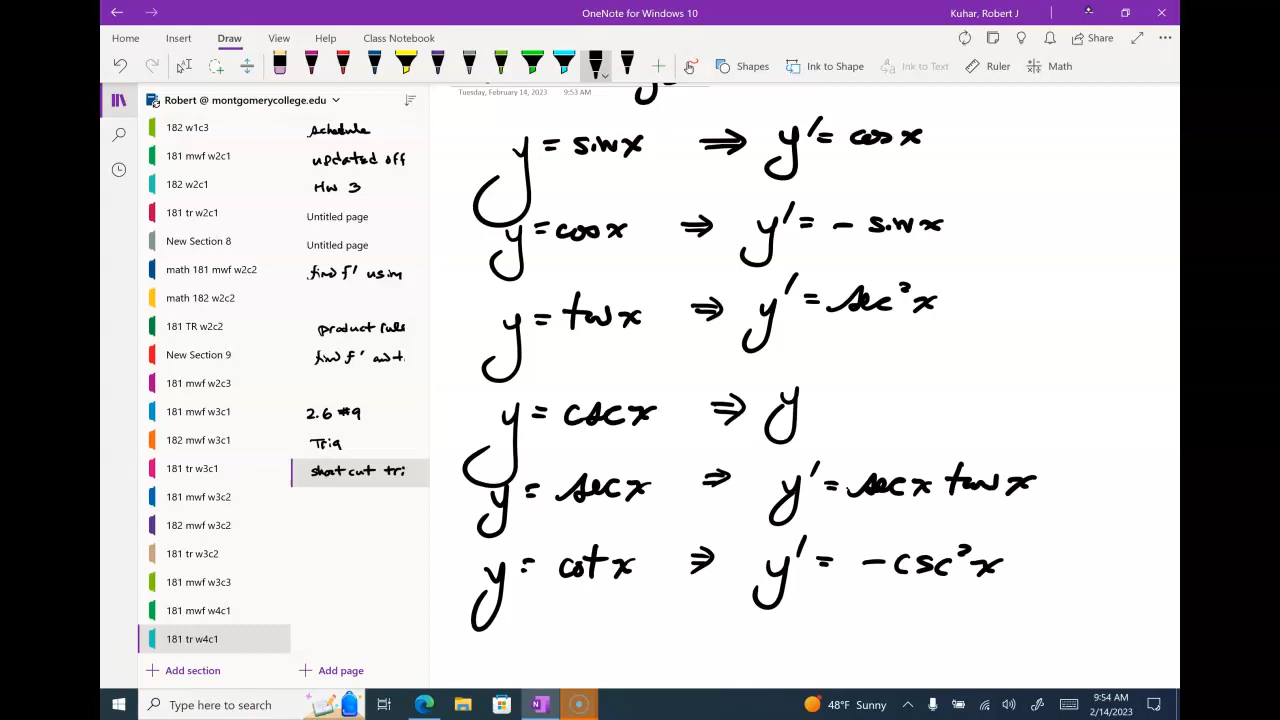 OneNote for Windows 10
Kuhar, Robert J
Home Insert Draw View Help Class Notebook
Share
Shapes Ink to Shape Ink to Text Ruler Math
Robert @ montgomerycollege.edu
Tuesday, February 14, 2023 9:53 AM
182 w1c3
181 mwf w2c1
182 w2c1
181 tr w2c1
New Section 8
math 181 mwf w2c2
math 182 w2c2
181 TR w2c2
New Section 9
181 mwf w2c3
181 mwf w3c1
182 mwf w3c1
181 tr w3c1
181 mwf w3c2
182 mwf w3c2
181 tr w3c2
181 mwf w3c3
181 mwf w4c1
181 tr w4c1
Add section
schedule
updated off
Hw 3
Untitled page
Untitled page
find f' usin
product rule
find f' and
2.6 #9
Trig
short cut tri
Add page
y = sin x ⇒ y' = cos x
y = cos x ⇒ y' = - sin x
y = tan x ⇒ y' = sec² x
y = csc x ⇒ y
y = sec x ⇒ y' = sec x tan x
y = cot x ⇒ y' = -csc² x
Type here to search
48°F Sunny
9:54 AM
2/14/2023